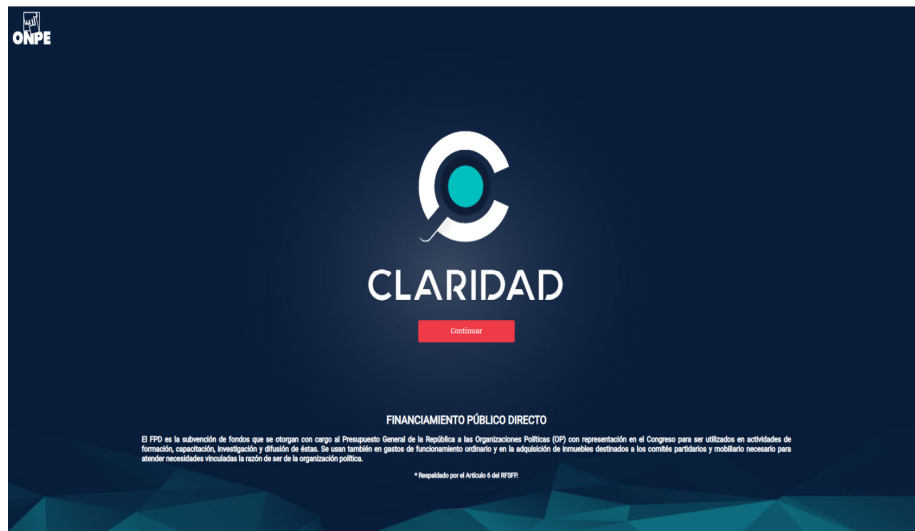 ONPE
CLARIDAD
Continuar
FINANCIAMIENTO PÚBLICO DIRECTO
El FPD es la subvención de fondos que se otorgan con cargo al Presupuesto General de la República a las Organizaciones Políticas (OP) con representación en el Congreso para ser utilizados en actividades de
formación, capacitación, investigación y difusión de éstas. Se usan también en gastos de funcionamiento ordinario y en la adquisición de inmuebles destinados a los comités partidarios y mobiliario necesario para
atender necesidades vinculadas la razón de ser de la organización política.
* Respaldado por el Artículo 6 del RFSFP.